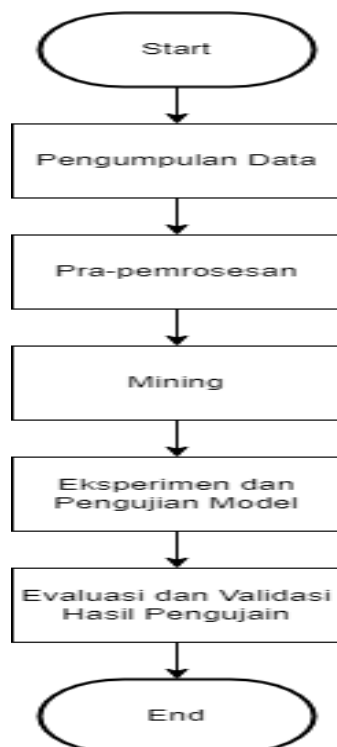 Start
Pengumpulan Data
Pra-pemrosesan
Mining
Eksperimen dan
Pengujian Model
Evaluasi dan Validasi
Hasil Pengujain
End